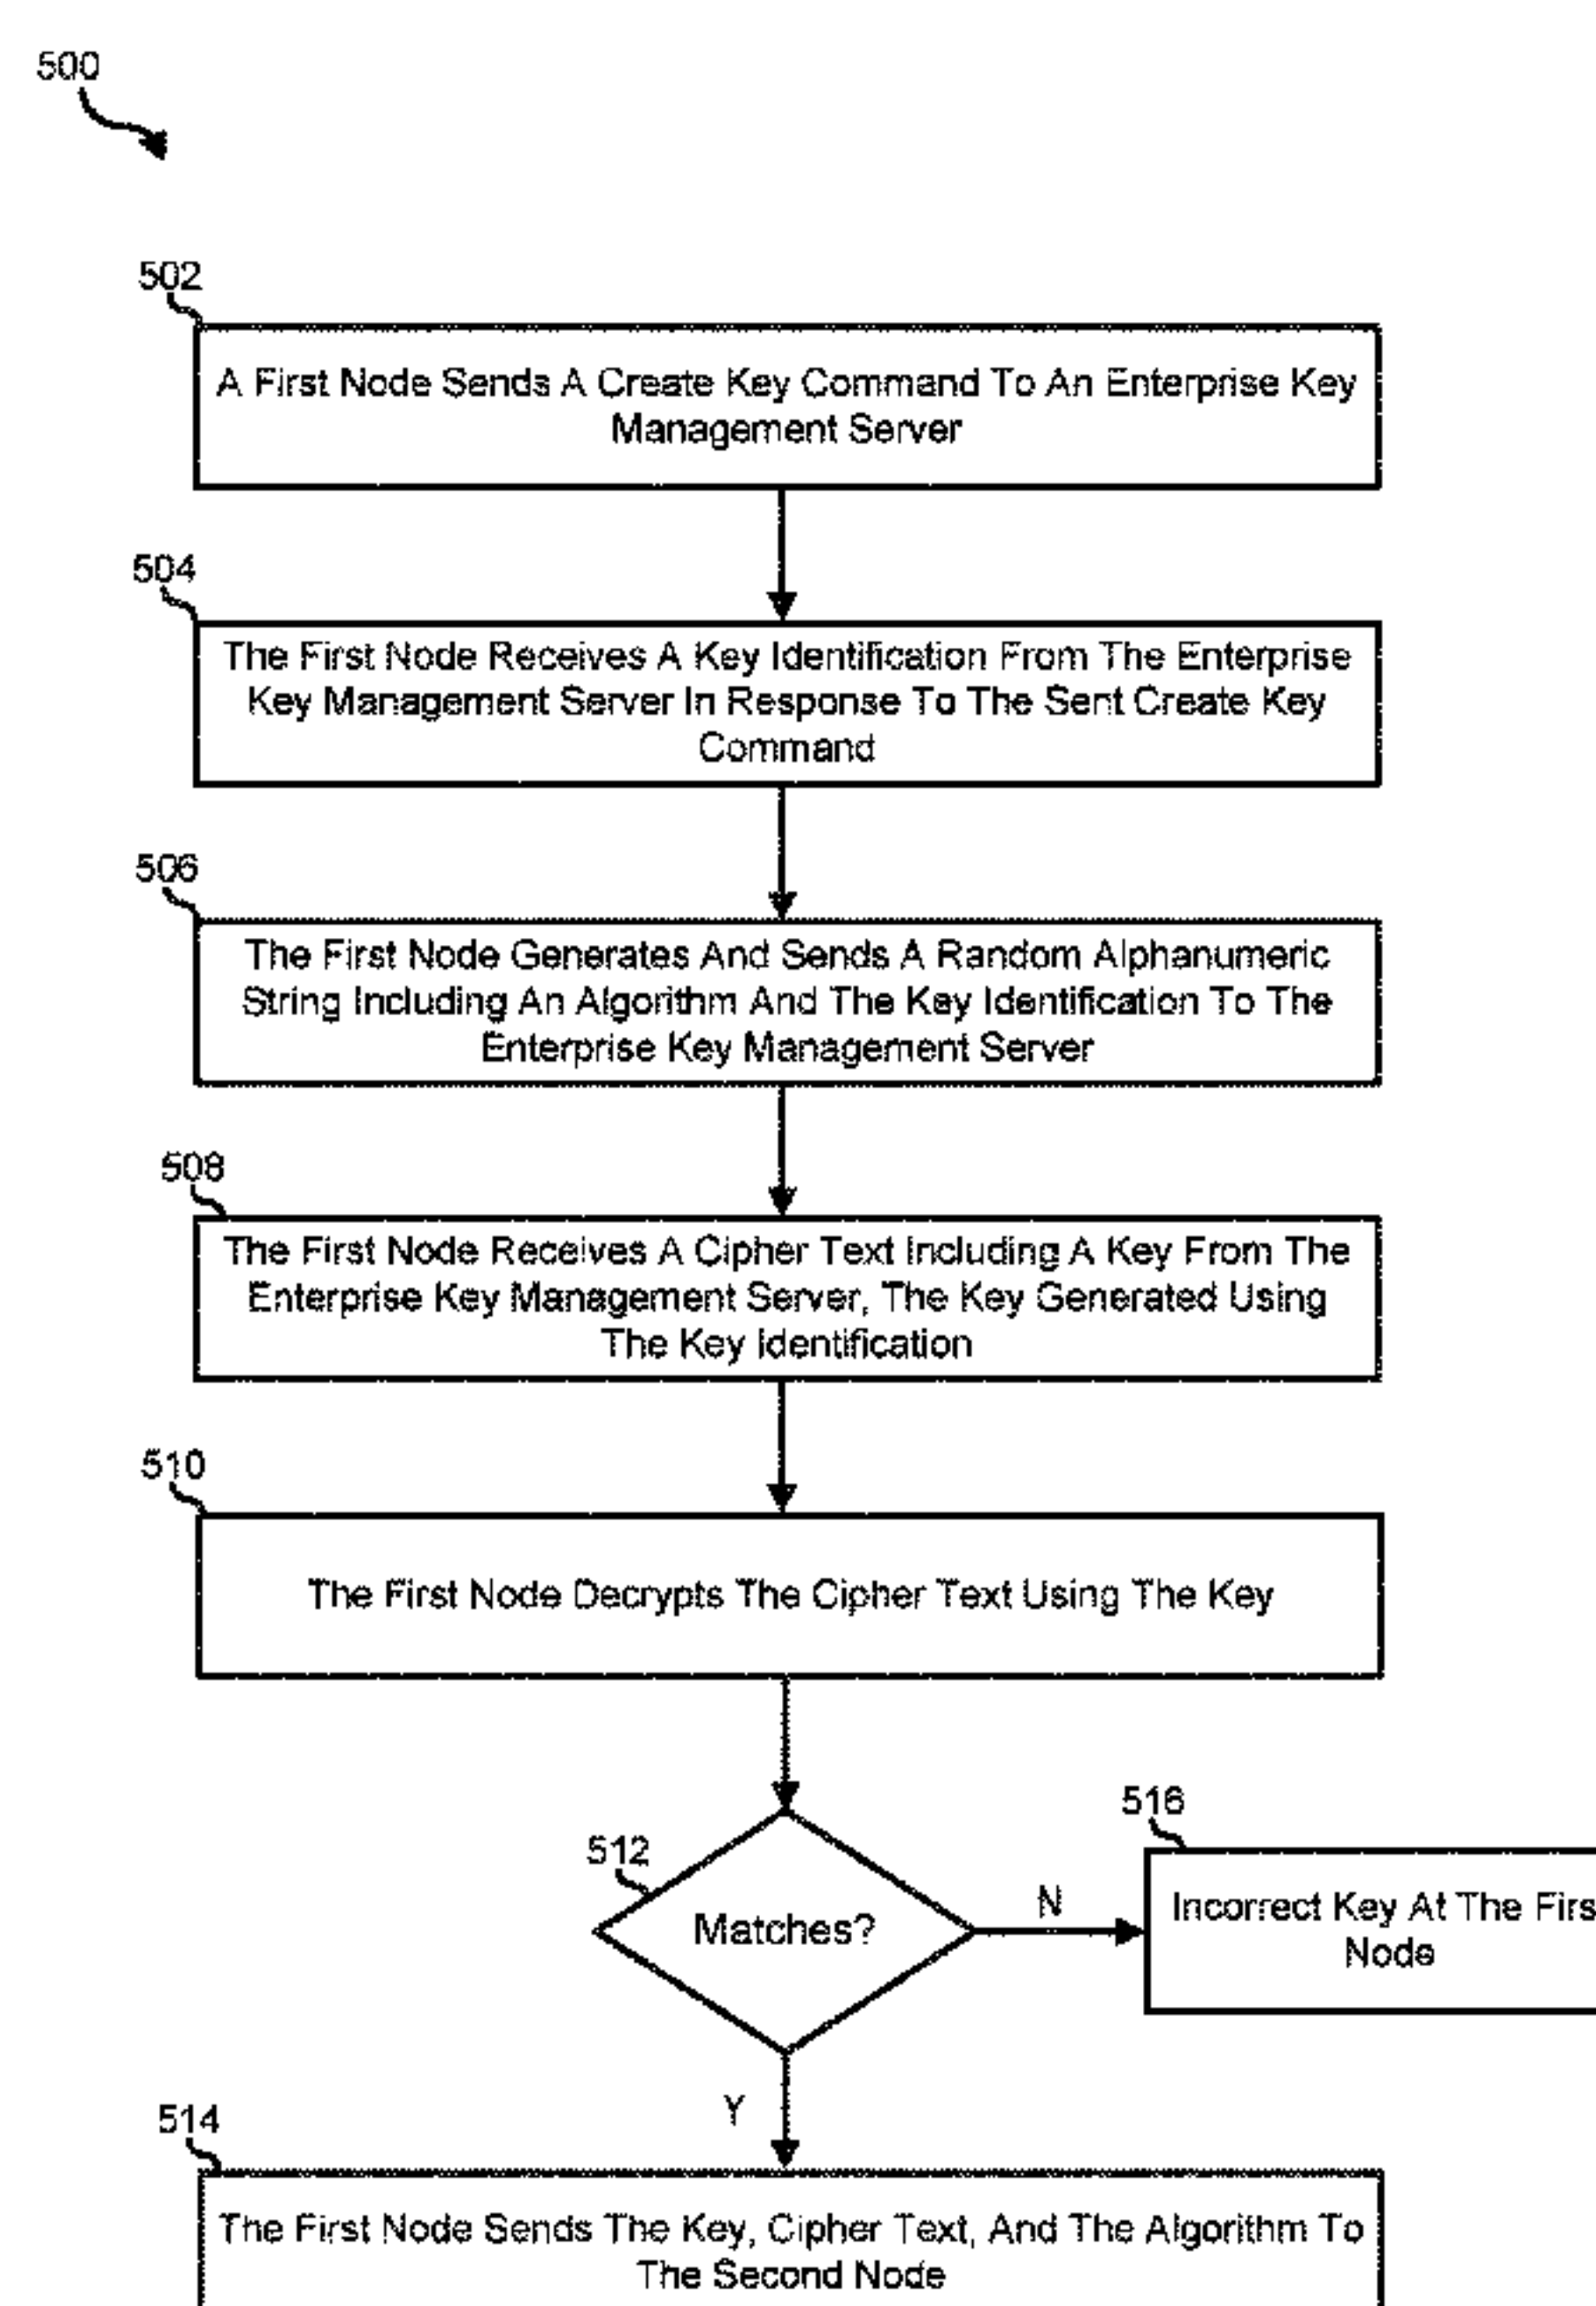 500
502
A First Node Sends A Create Key Command To An Enterprise Key
Management Server
504
The First Node Receives A Key Identification From The Enterprise
Key Management Server In Response To The Sent Create Key
Command
506
The First Node Generates And Sends A Random Alphanumeric
String Including An Algorithm And The Key Identification To The
Enterprise Key Management Server
508
The First Node Receives A Cipher Text Including A Key From The
Enterprise Key Management Server, The Key Generated Using
The Key Identification
510
The First Node Decrypts The Cipher Text Using The Key
512
Matches?
N
516
Incorrect Key At The Firs
Node
Y
514
The First Node Sends The Key, Cipher Text, And The Algorithm To
The Second Node